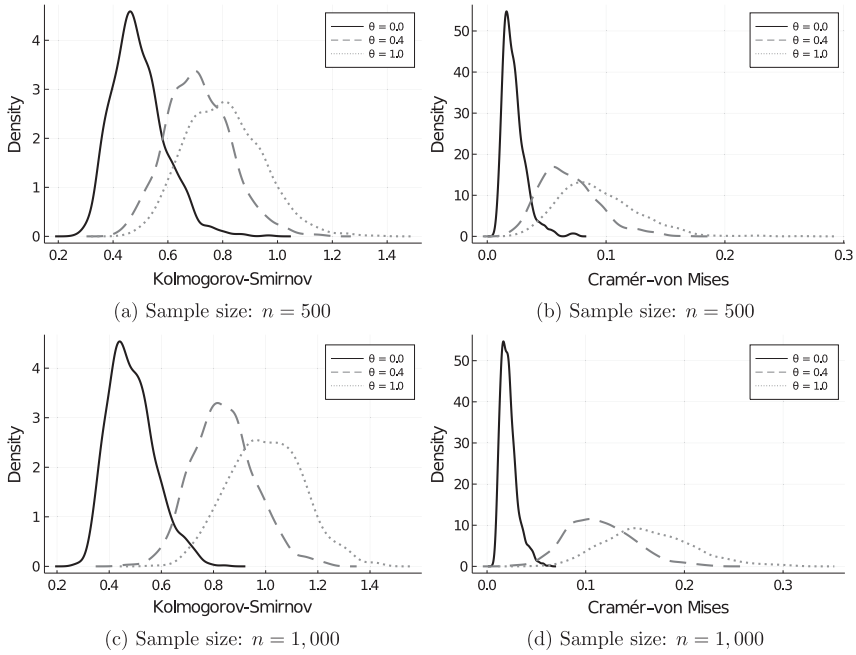 θ = 0.0
θ = 0.4
θ = 1.0
Density
4
3
2
1
0
0.2 0.4 0.6 0.8 1.0 1.2 1.4
Kolmogorov-Smirnov
(a) Sample size: n = 500
θ = 0.0
θ = 0.4
θ = 1.0
Density
50
40
30
20
10
0
0.0 0.1 0.2 0.3
Cramér–von Mises
(b) Sample size: n = 500
θ = 0.0
θ = 0.4
θ = 1.0
Density
4
3
2
1
0
0.2 0.4 0.6 0.8 1.0 1.2 1.4
Kolmogorov-Smirnov
(c) Sample size: n = 1, 000
θ = 0.0
θ = 0.4
θ = 1.0
Density
50
40
30
20
10
0
0.0 0.1 0.2 0.3
Cramér–von Mises
(d) Sample size: n = 1, 000